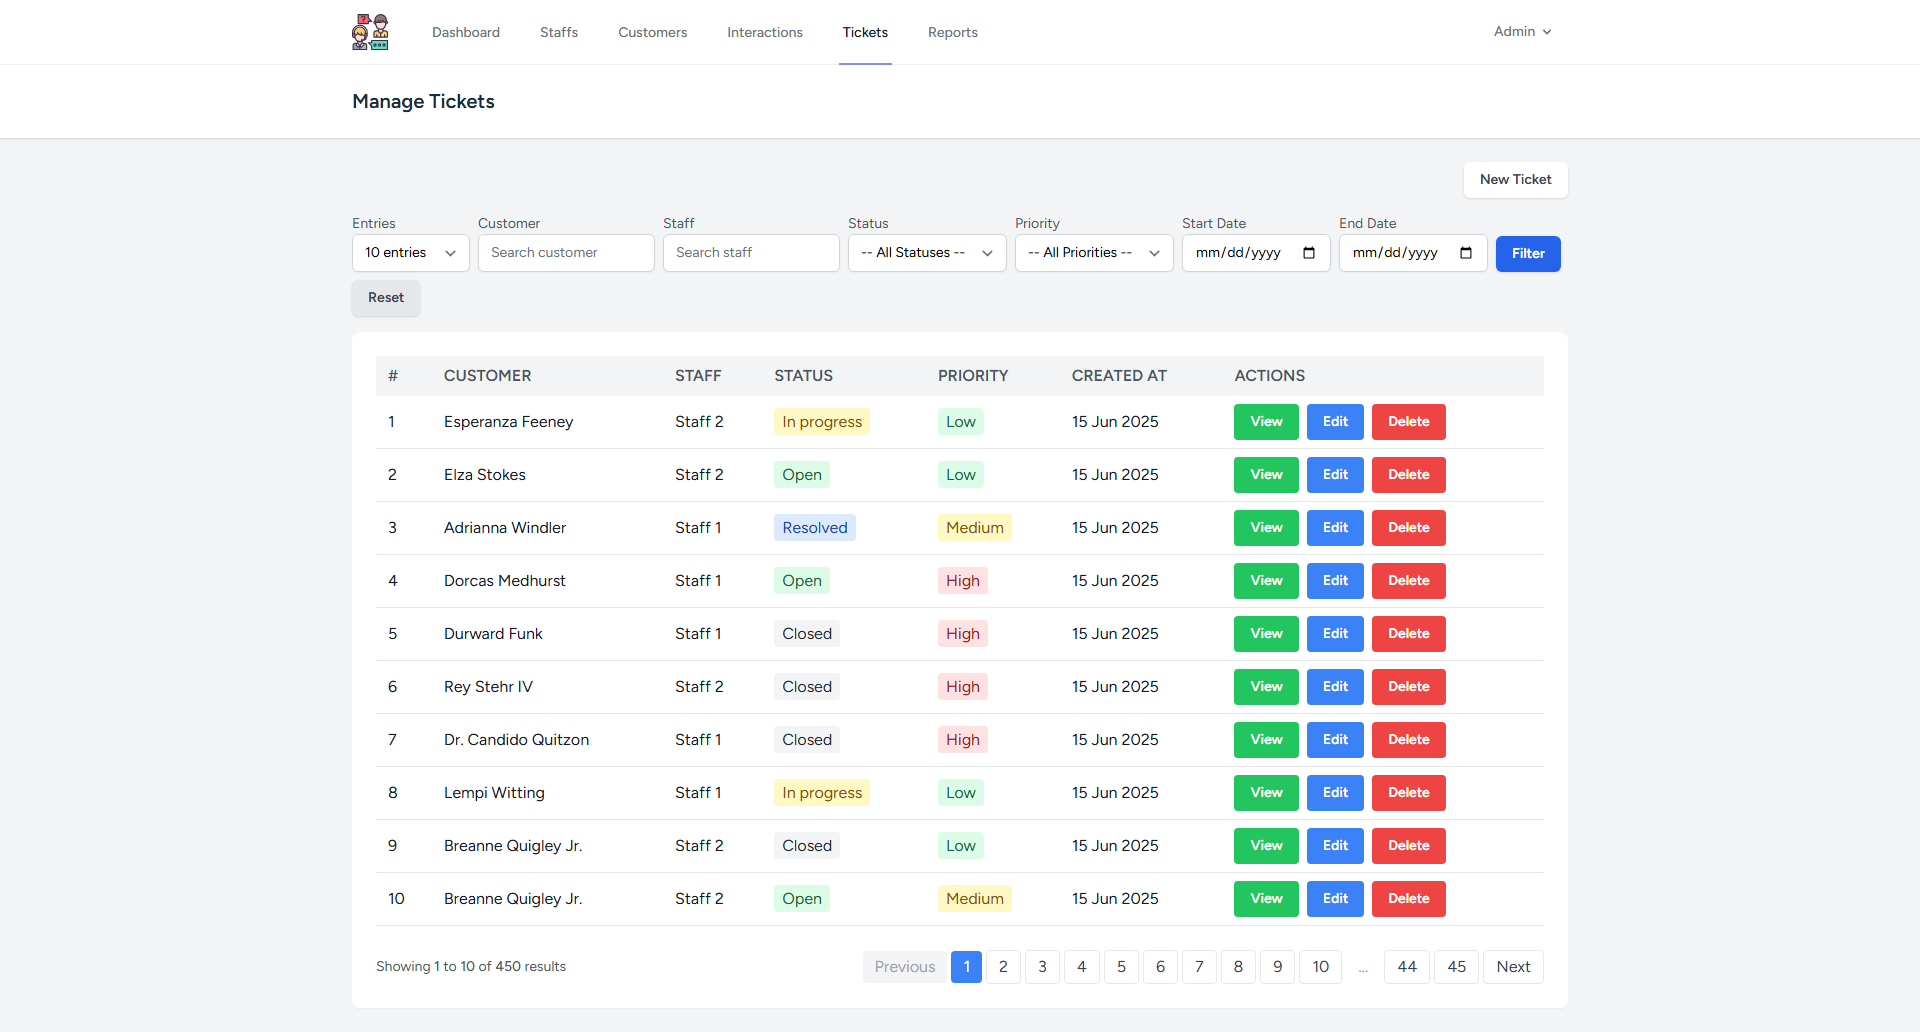 Dashboard Staffs Customers Interactions Tickets Reports Admin
Manage Tickets
New Ticket
Entries Customer Staff Status Priority Start Date End Date
10 entries Search customer Search staff -- All Statuses -- -- All Priorities -- mm/dd/yyyy mm/dd/yyyy Filter
Reset
# CUSTOMER STAFF STATUS PRIORITY CREATED AT ACTIONS
1 Esperanza Feeney Staff 2 In progress Low 15 Jun 2025 View Edit Delete
2 Elza Stokes Staff 2 Open Low 15 Jun 2025 View Edit Delete
3 Adrianna Windler Staff 1 Resolved Medium 15 Jun 2025 View Edit Delete
4 Dorcas Medhurst Staff 1 Open High 15 Jun 2025 View Edit Delete
5 Durward Funk Staff 1 Closed High 15 Jun 2025 View Edit Delete
6 Rey Stehr IV Staff 2 Closed High 15 Jun 2025 View Edit Delete
7 Dr. Candido Quitzon Staff 1 Closed High 15 Jun 2025 View Edit Delete
8 Lempi Witting Staff 1 In progress Low 15 Jun 2025 View Edit Delete
9 Breanne Quigley Jr. Staff 2 Closed Low 15 Jun 2025 View Edit Delete
10 Breanne Quigley Jr. Staff 2 Open Medium 15 Jun 2025 View Edit Delete
Showing 1 to 10 of 450 results Previous 1 2 3 4 5 6 7 8 9 10 ... 44 45 Next